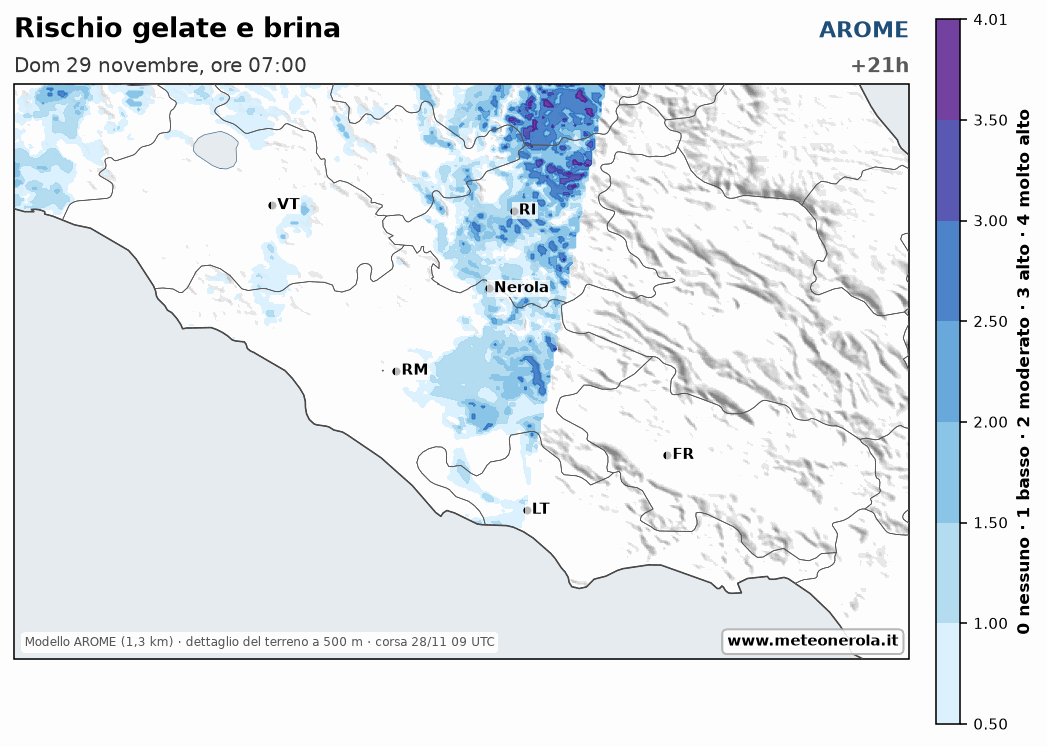 Rischio gelate e brina
AROME
Dom 29 novembre, ore 07:00
+21h
4.01
3.50
3.00
2.50
2.00
1.50
1.00
0.50
0 nessuno · 1 basso · 2 moderato · 3 alto · 4 molto alto
VT
RI
Nerola
RM
FR
LT
Modello AROME (1,3 km) · dettaglio del terreno a 500 m · corsa 28/11 09 UTC
www.meteonerola.it